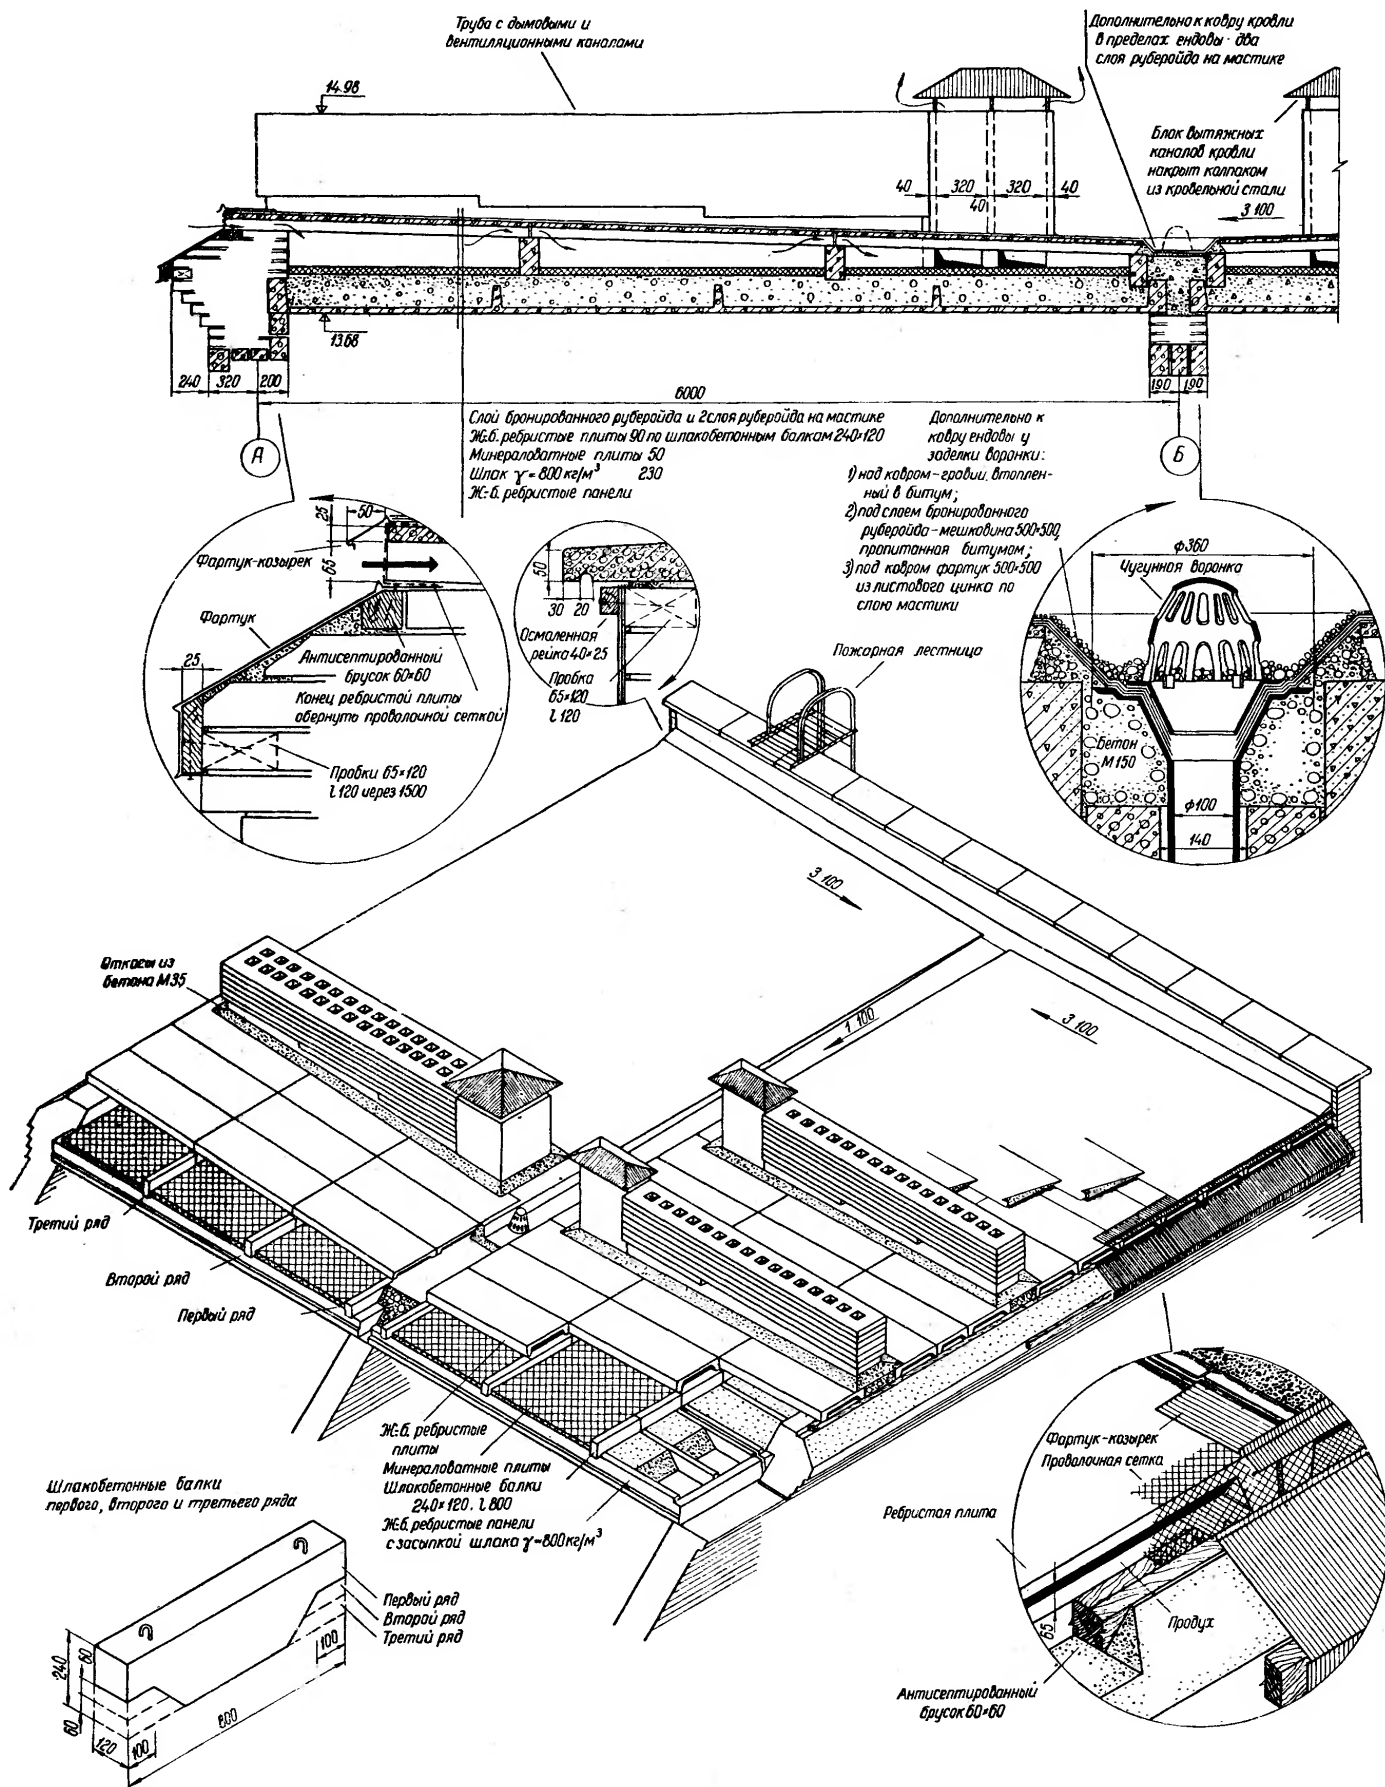 Труба с дымовыми и
вентиляционными каналами
Дополнительно к ковру кровли
в пределах ендовы - два
слоя рубероида на мастике
14.98
Блок вытяжных
каналов кровли
накрыт колпаком
из кровельной стали
3 100
40
320
40
320
40
13.68
240
320
200
190
190
6000
А
Б
Слой бронированного рубероида и 2слоя рубероида на мастике
Ж-б. ребристые плиты 90 по шлакобетонным балкам 240×120
Минераловатные плиты 50
Шлак γ = 800 кг/м³ 230
Ж-б. ребристые панели
Дополнительно к
ковру ендовы у
заделки воронки:
1) над ковром-гравий, втоплен-
ный в битум;
2) под слоем бронированного
рубероида-мешковина 500×500,
пропитанная битумом;
3) под ковром фартук 500×500
из листового цинка по
слою мастики
50
25
65
Фартук-козырек
Фартук
25
Антисептированный
брусок 60×60
Конец ребристой плиты
обернуть проволочной сеткой
Пробки 65×120
l 120 через 1500
50
30
20
Осмаленная
рейка 40×25
Пробка
65×120
l 120
Пожарная лестница
ϕ360
Чугунная воронка
Бетон
М150
ϕ100
140
3 100
1 100
3 100
Откосы из
бетона М35
Третий ряд
Второй ряд
Первый ряд
Ж-б. ребристые
плиты
Минераловатные плиты
Шлакобетонные балки
240×120. l 800
Ж-б. ребристые панели
с засыпкой шлака γ=800кг/м³
Шлакобетонные балки
первого, второго и третьего ряда
Первый ряд
Второй ряд
Третий ряд
100
240
60
60
120
100
800
Фартук-козырек
Проволочная сетка
Ребристая плита
Продух
65
Антисептированный
брусок 60×60